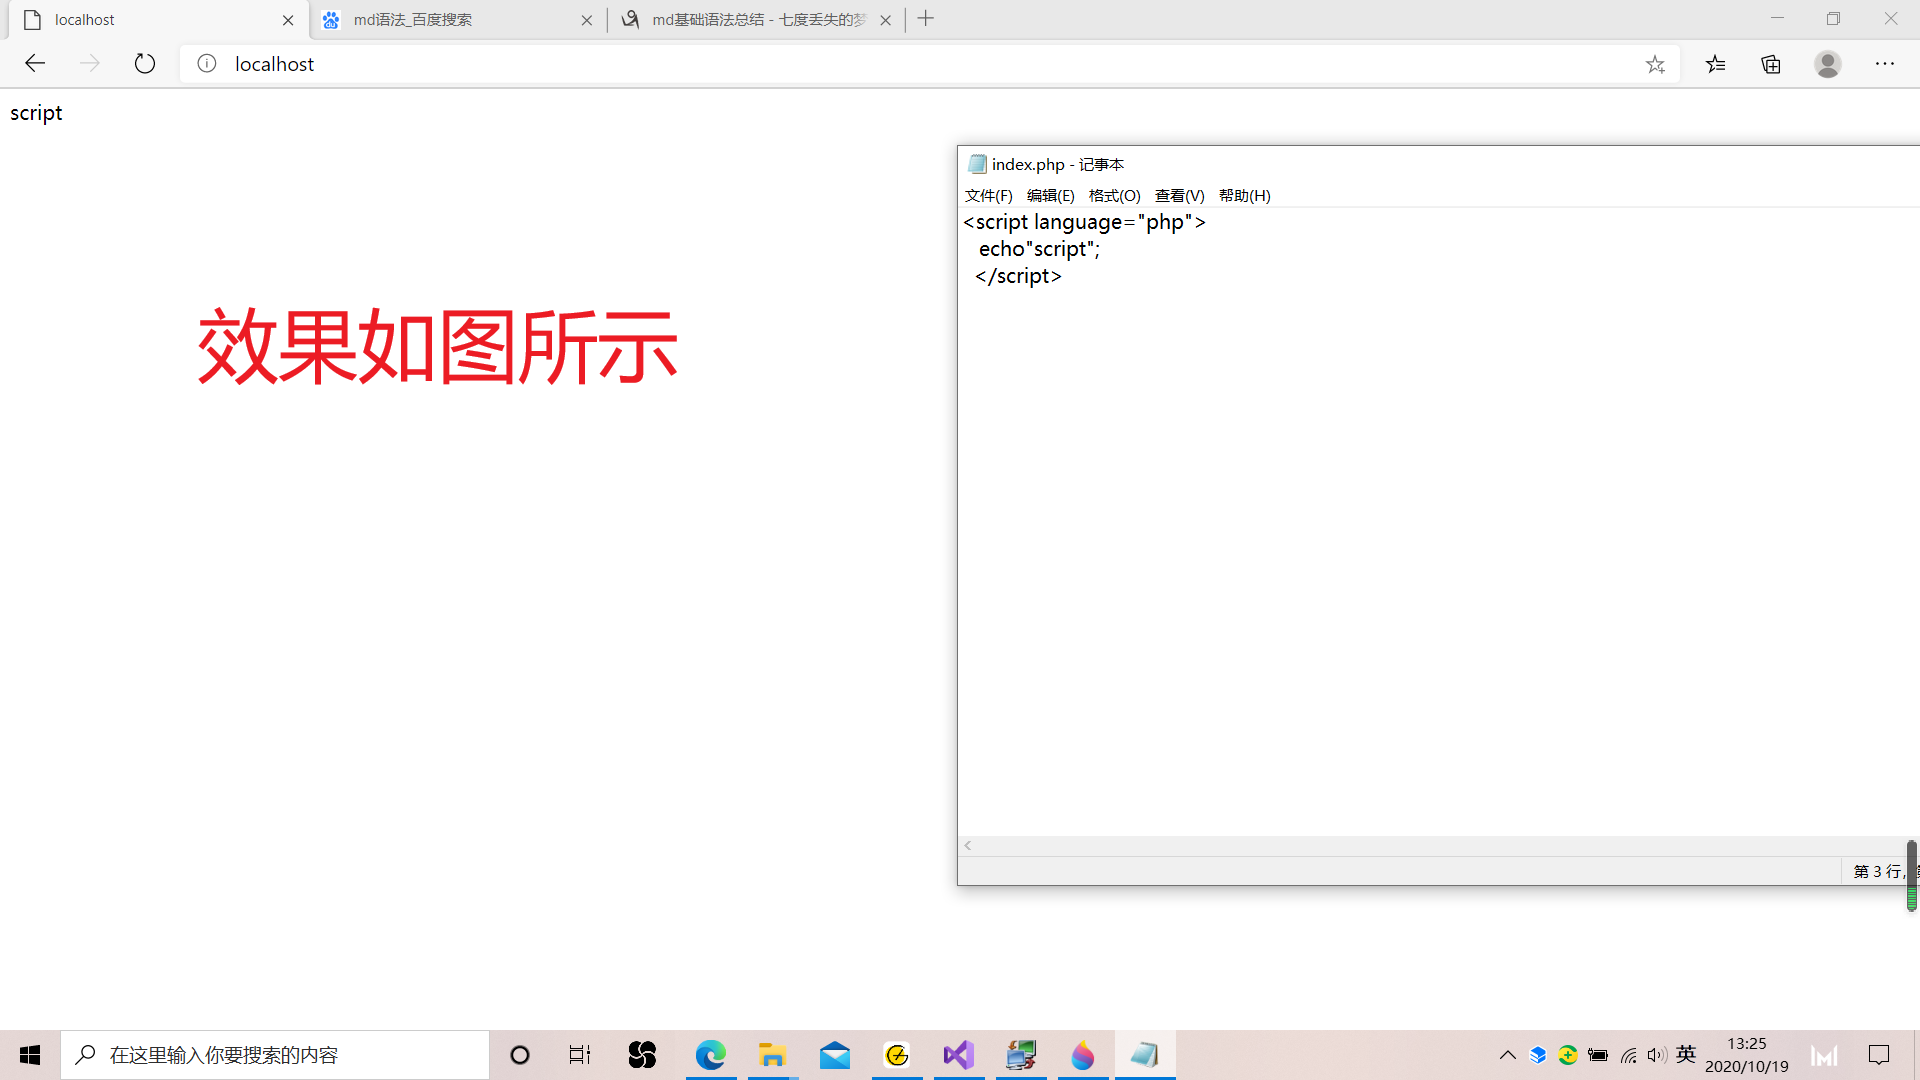 localhost
md语法_百度搜索
md基础语法总结 - 七度丢失的梦
localhost
script
index.php - 记事本
文件(F) 编辑(E) 格式(O) 查看(V) 帮助(H)
<script language="php">
echo"script";
</script>
效果如图所示
第 3 行,
在这里输入你要搜索的内容
英
13:25
2020/10/19